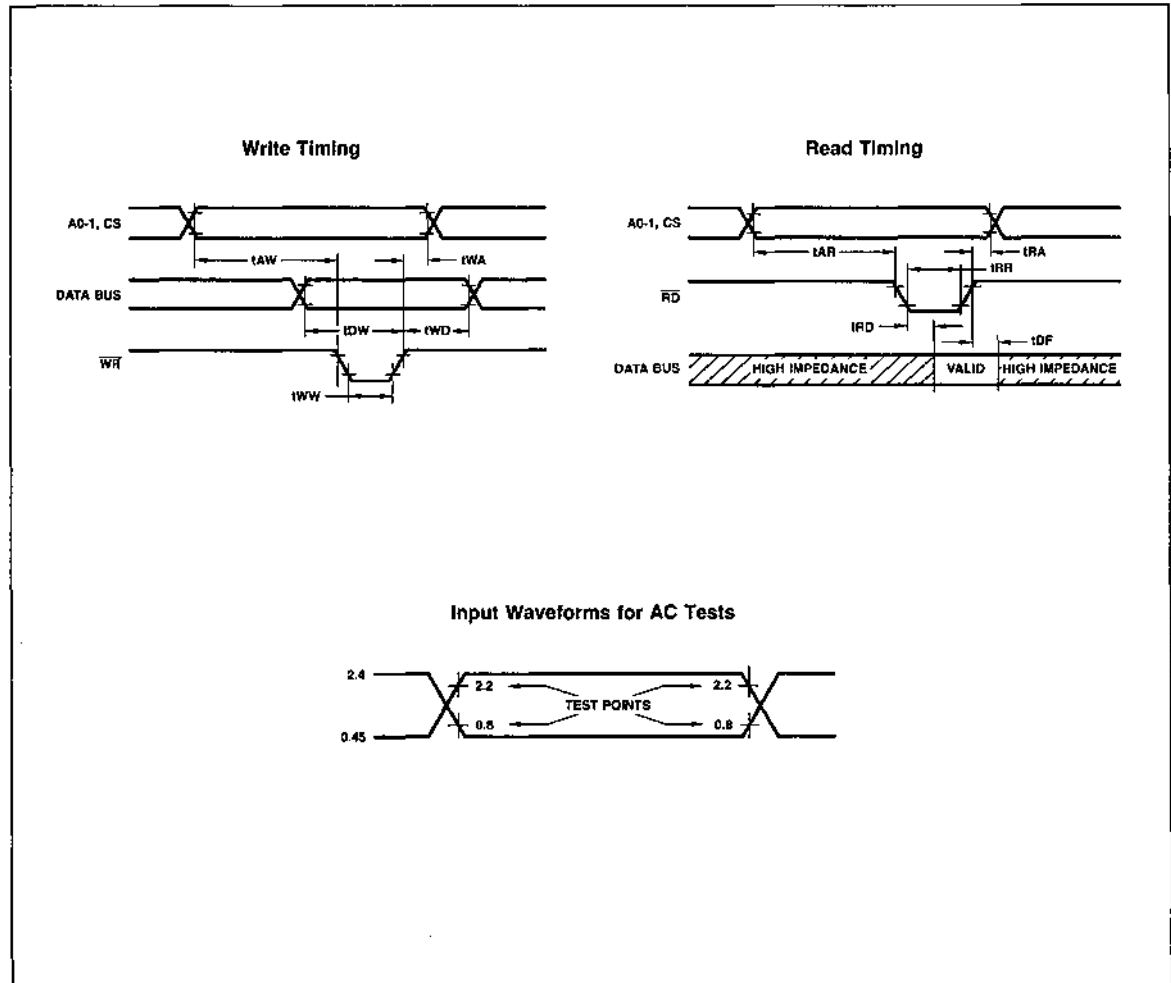 Write Timing
A0-1, CS
tAW
tWA
DATA BUS
tDW
tWD
WR
tWW
Read Timing
A0-1, CS
tAR
tRR
tRA
RD
tRD
tDF
DATA BUS
HIGH IMPEDANCE
VALID
HIGH IMPEDANCE
Input Waveforms for AC Tests
2.4
2.2
TEST POINTS
2.2
0.8
0.8
0.45